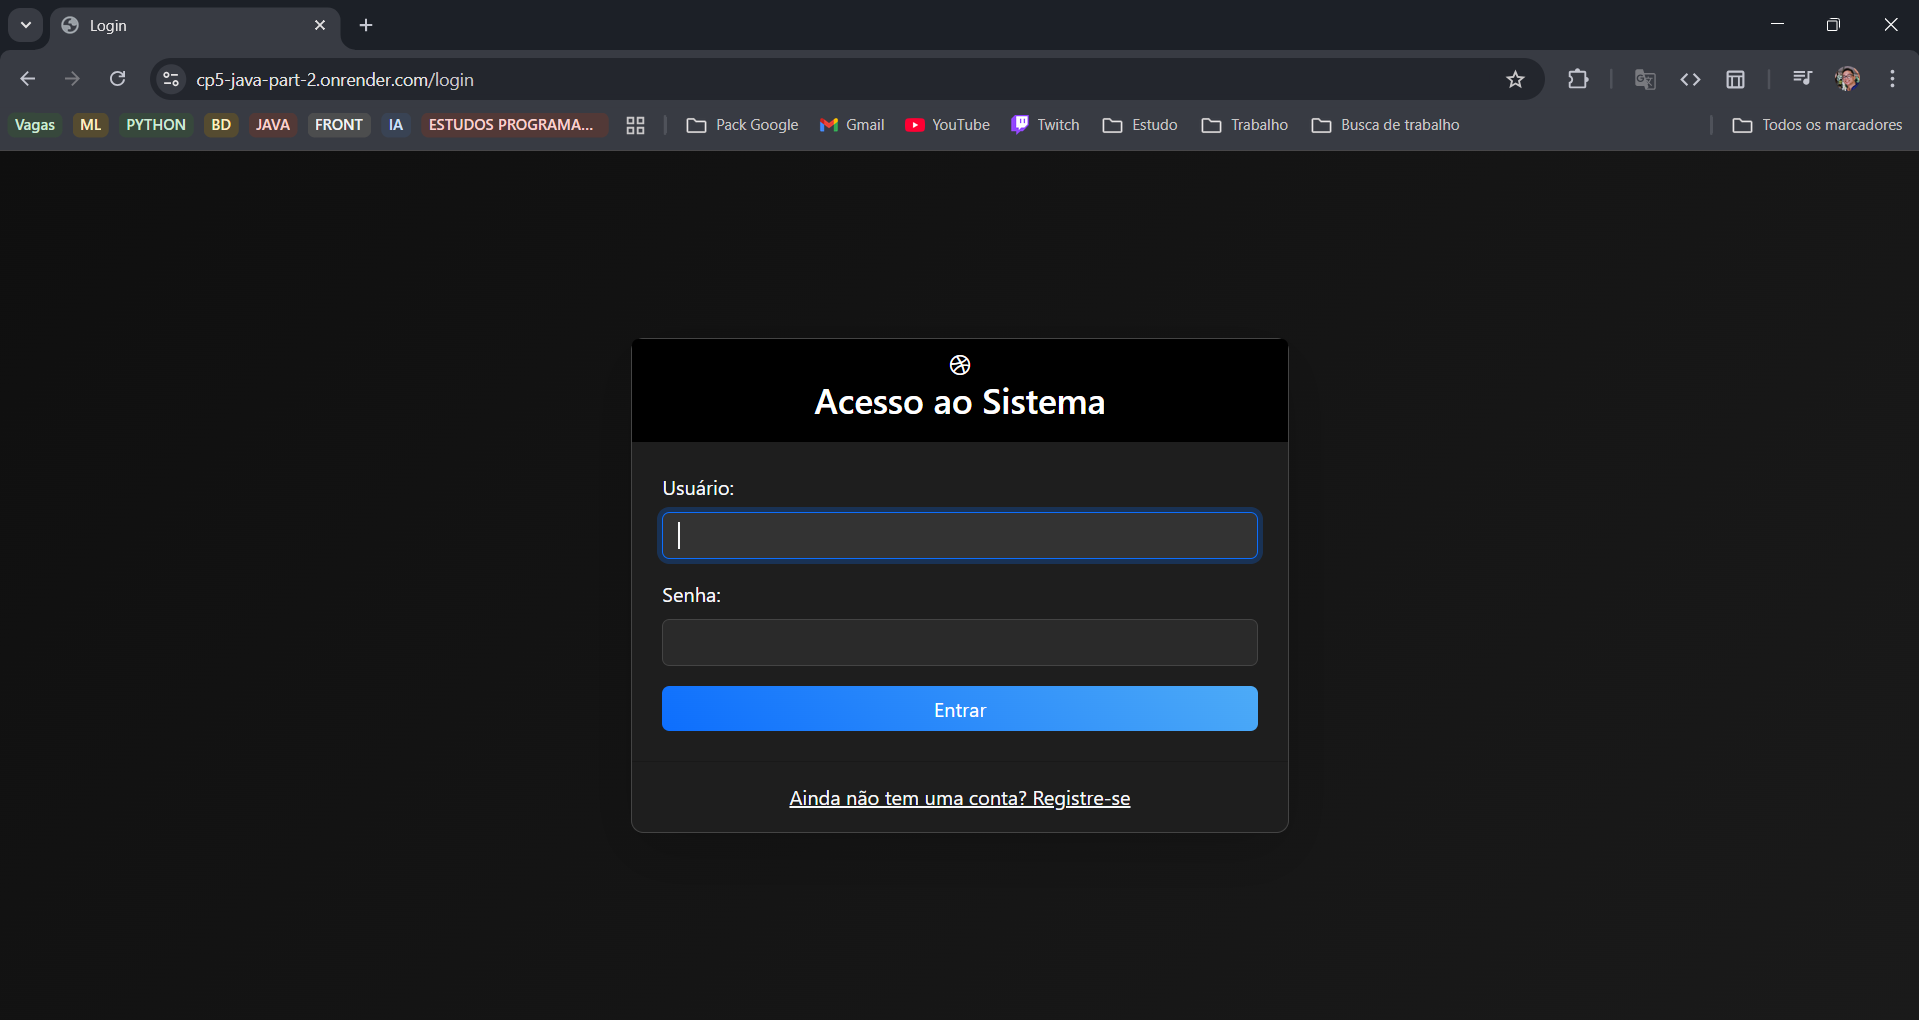 Login
cp5-java-part-2.onrender.com/login
Vagas ML PYTHON BD JAVA FRONT IA ESTUDOS PROGRAMA... Pack Google Gmail YouTube Twitch Estudo Trabalho Busca de trabalho Todos os marcadores
Acesso ao Sistema
Usuário:
Senha:
Entrar
Ainda não tem uma conta? Registre-se